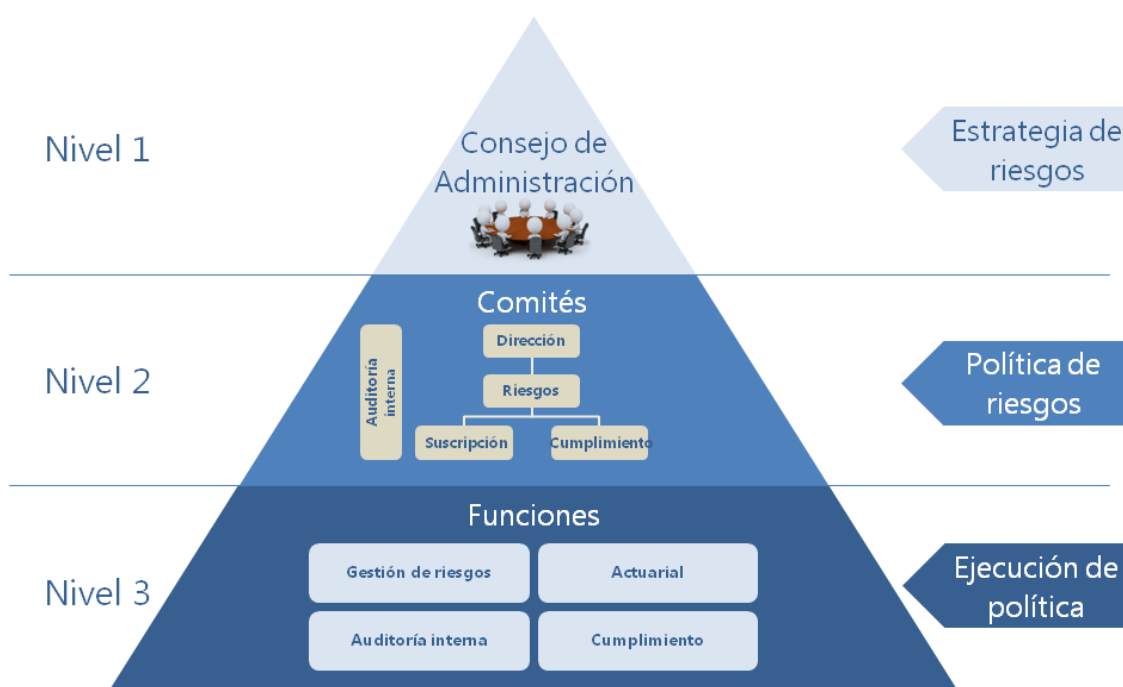 Nivel 1
Consejo de
Administración
Estrategia de
riesgos
Nivel 2
Comités
Auditoría
interna
Dirección
Riesgos
Suscripción
Cumplimiento
Política de
riesgos
Nivel 3
Funciones
Gestión de riesgos
Actuarial
Auditoría interna
Cumplimiento
Ejecución de
política